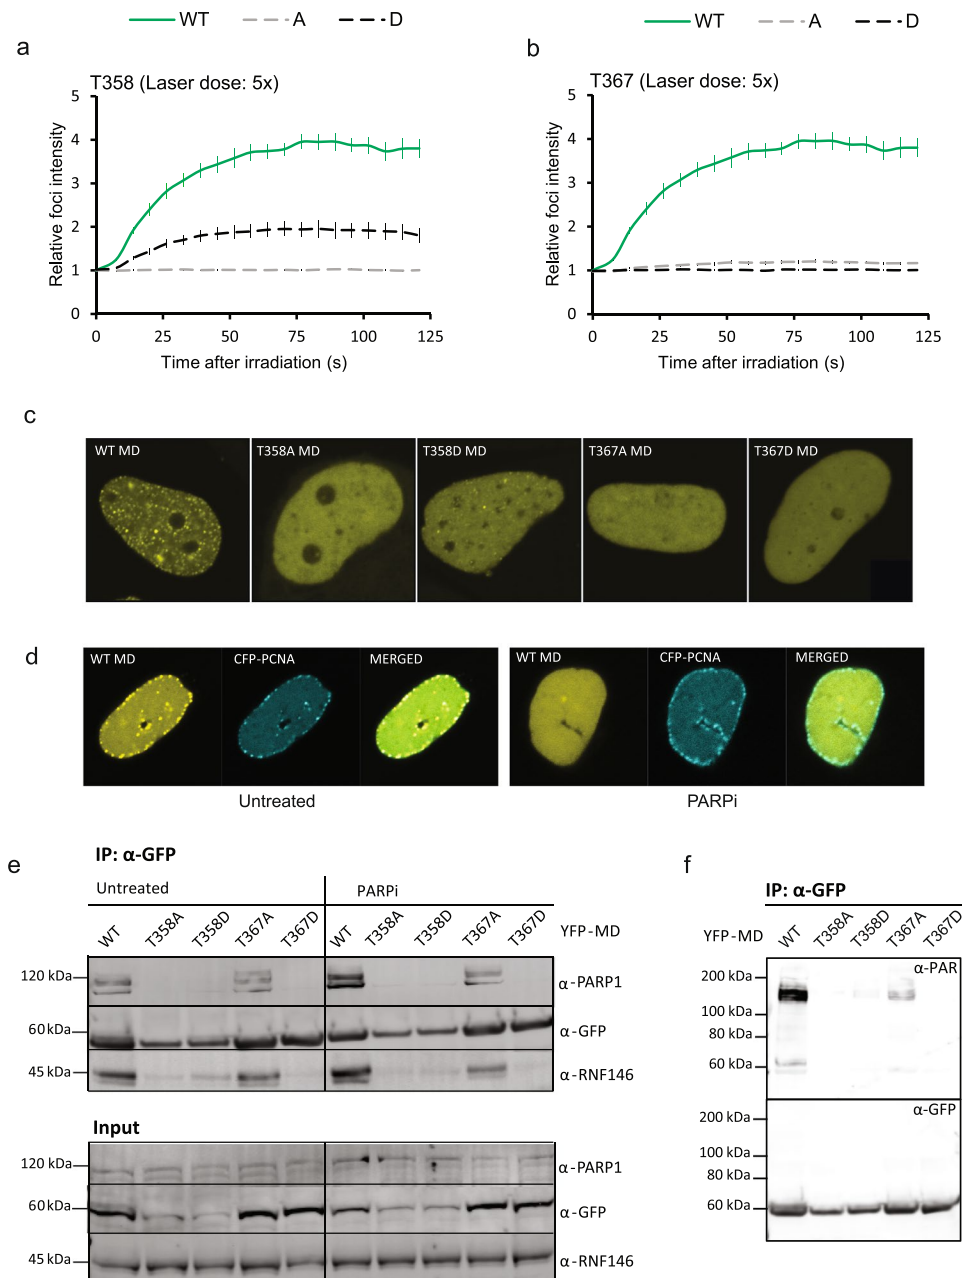 WT A D
WT A D
a
b
T358 (Laser dose: 5x)
T367 (Laser dose: 5x)
Relative foci intensity
5
4
3
2
1
0
0 25 50 75 100 125
Time after irradiation (s)
Relative foci intensity
5
4
3
2
1
0
0 25 50 75 100 125
Time after irradiation (s)
c
WT MD
T358A MD
T358D MD
T367A MD
T367D MD
d
WT MD
CFP-PCNA
MERGED
WT MD
CFP-PCNA
MERGED
Untreated
PARPi
e
IP: α-GFP
Untreated
PARPi
WT T358A T358D T367A T367D WT T358A T358D T367A T367D
YFP-MD
120 kDa
α-PARP1
60 kDa
α-GFP
45 kDa
α-RNF146
Input
120 kDa
α-PARP1
60 kDa
α-GFP
45 kDa
α-RNF146
f
IP: α-GFP
YFP-MD
WT T358A T358D T367A T367D
α-PAR
200 kDa
100 kDa
80 kDa
60 kDa
α-GFP
200 kDa
100 kDa
80 kDa
60 kDa